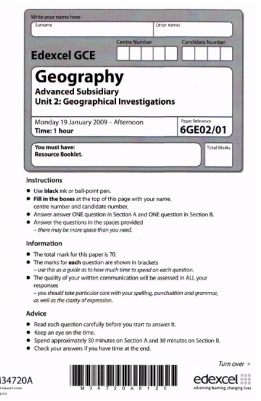 Write your name here
Surname
Other Names
Centre Number
Candidate Number
Edexcel GCE
Geography
Advanced Subsidiary
Unit 2: Geographical Investigations
Monday 19 January 2009 – Afternoon
Time: 1 hour
Paper Reference
6GE02/01
You must have:
Resource Booklet.
Total Marks
Instructions
● Use black ink or ball-point pen.
● Fill in the boxes at the top of this page with your name,
centre number and candidate number.
● Answer answer ONE question in Section A and ONE question in Section B.
● Answer the questions in the spaces provided
– there may be more space than you need.
Information
● The total mark for this paper is 70.
● The marks for each question are shown in brackets
– use this as a guide as to how much time to spend on each question.
● The quality of your written communication will be assessed in ALL your
responses
– you should take particular care with your spelling, punctuation and grammar,
as well as the clarity of expression.
Advice
● Read each question carefully before you start to answer it.
● Keep an eye on the time.
● Spend approximately 30 minutes on Section A and 30 minutes on Section B.
● Check your answers if you have time at the end.
Turn over
34720A
M34720A0120
edexcel
advancing learning, changing lives